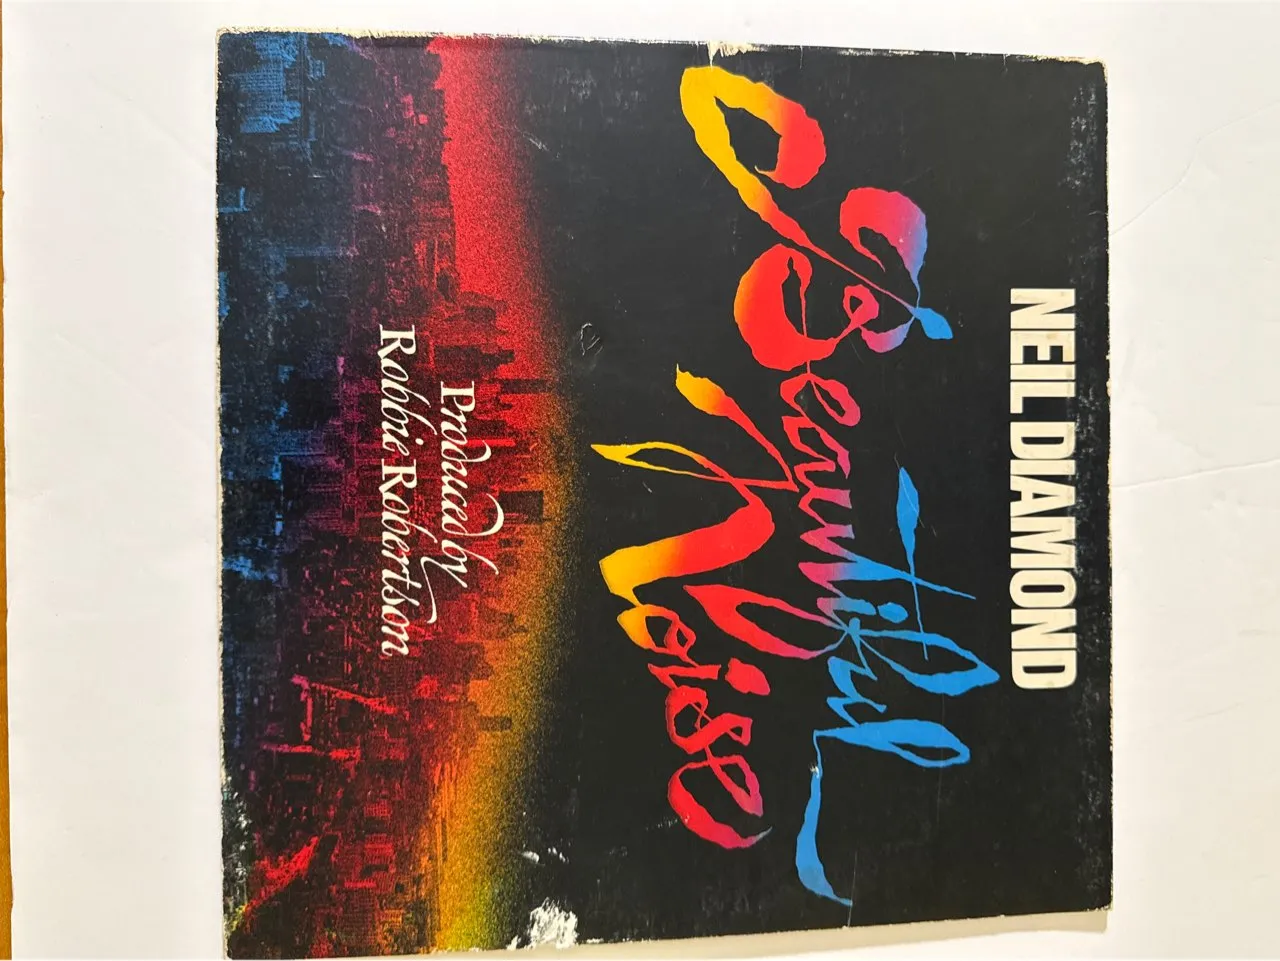 NEIL DIAMOND
Beautiful
Noise
Produced by
Robbie Robertson